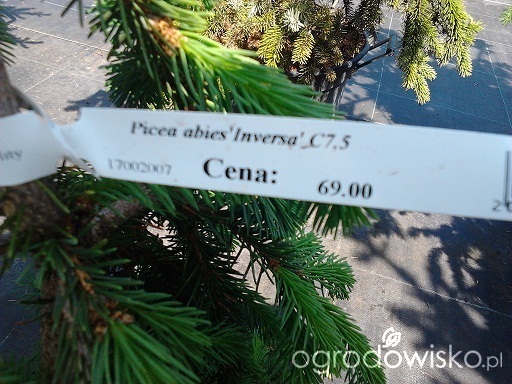 Picea abies'Inversa' C7,5
17002007 Cena: 69.00
ogrodowisko.pl